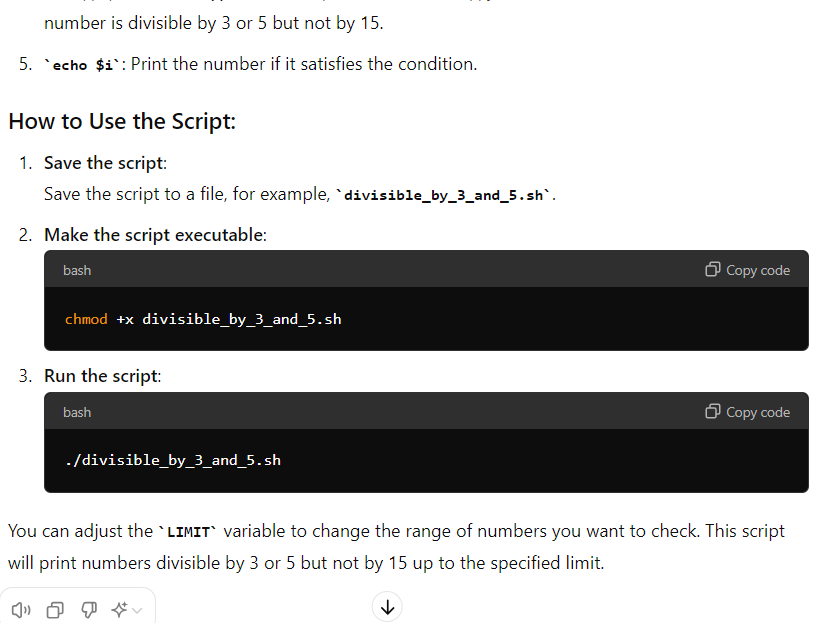 number is divisible by 3 or 5 but not by 15.
5. `echo $i`: Print the number if it satisfies the condition.
How to Use the Script:
1. Save the script:
Save the script to a file, for example, `divisible_by_3_and_5.sh`.
2. Make the script executable:
bash
Copy code
chmod +x divisible_by_3_and_5.sh
3. Run the script:
bash
Copy code
./divisible_by_3_and_5.sh
You can adjust the `LIMIT` variable to change the range of numbers you want to check. This script
will print numbers divisible by 3 or 5 but not by 15 up to the specified limit.